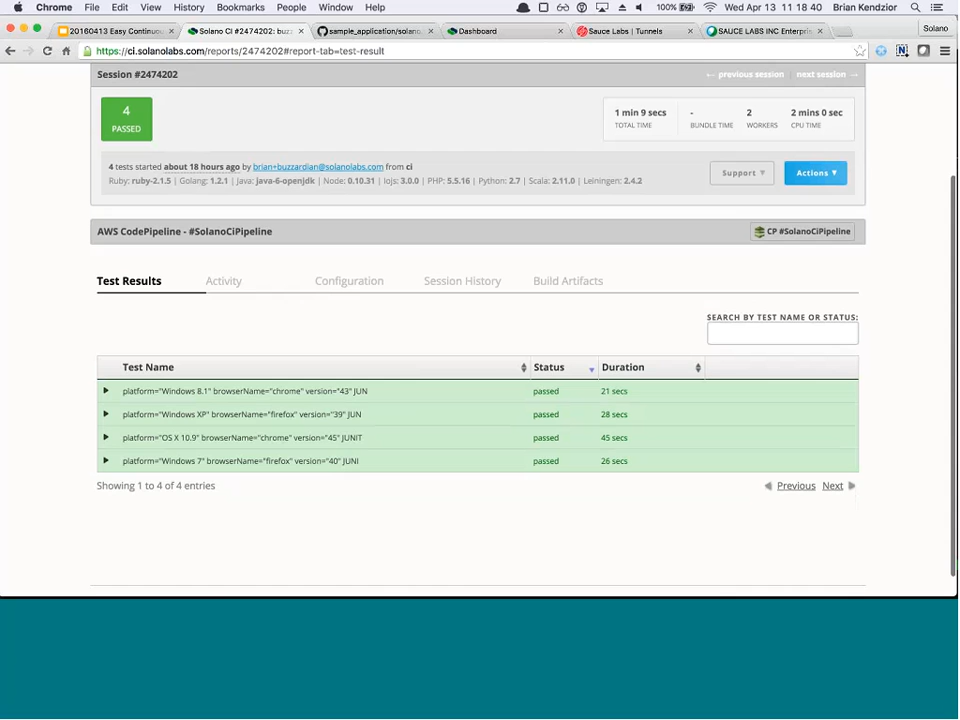 Chrome File Edit View History Bookmarks People Window Help 100% Wed Apr 13 11 18 40 Brian Kendzior
20160413 Easy Continuou: Solano CI #2474202: buzz sample_application/solano. Dashboard Sauce Labs | Tunnels SAUCE LABS INC Enterpris Solano
https://ci.solanolabs.com/reports/2474202#report-tab=test-result
Session #2474202 ← previous session next session →
4
PASSED
1 min 9 secs - 2 2 mins 0 sec
TOTAL TIME BUNDLE TIME WORKERS CPU TIME
4 tests started about 18 hours ago by brian+buzzardian@solanolabs.com from ci
Ruby: ruby-2.1.5 | Golang: 1.2.1 | Java: java-6-openjdk | Node: 0.10.31 | Iojs: 3.0.0 | PHP: 5.5.16 | Python: 2.7 | Scala: 2.11.0 | Leiningen: 2.4.2
Support ▼ Actions ▼
AWS CodePipeline - #SolanoCiPipeline CP #SolanoCiPipeline
Test Results Activity Configuration Session History Build Artifacts
SEARCH BY TEST NAME OR STATUS:
Test Name Status Duration
platform="Windows 8.1" browserName="chrome" version="43" JUN passed 21 secs
platform="Windows XP" browserName="firefox" version="39" JUN passed 28 secs
platform="OS X 10.9" browserName="chrome" version="45" JUNIT passed 45 secs
platform="Windows 7" browserName="firefox" version="40" JUNI passed 26 secs
Showing 1 to 4 of 4 entries Previous Next